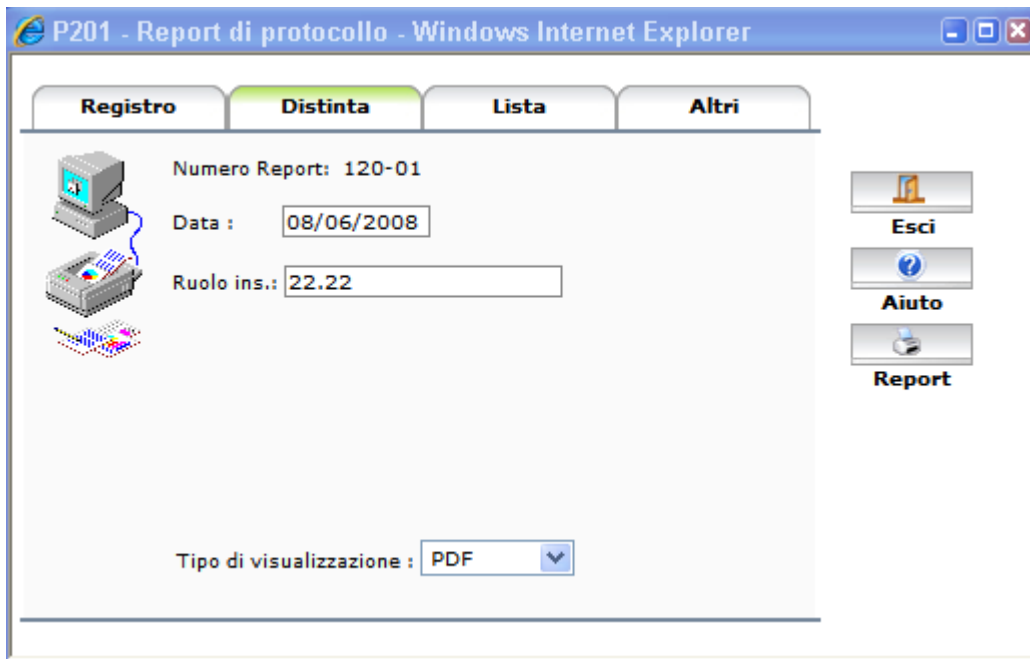 P201 - Report di protocollo - Windows Internet Explorer
Registro Distinta Lista Altri
Numero Report: 120-01
Data : 08/06/2008
Ruolo ins.: 22.22
Tipo di visualizzazione : PDF
Esci
Aiuto
Report